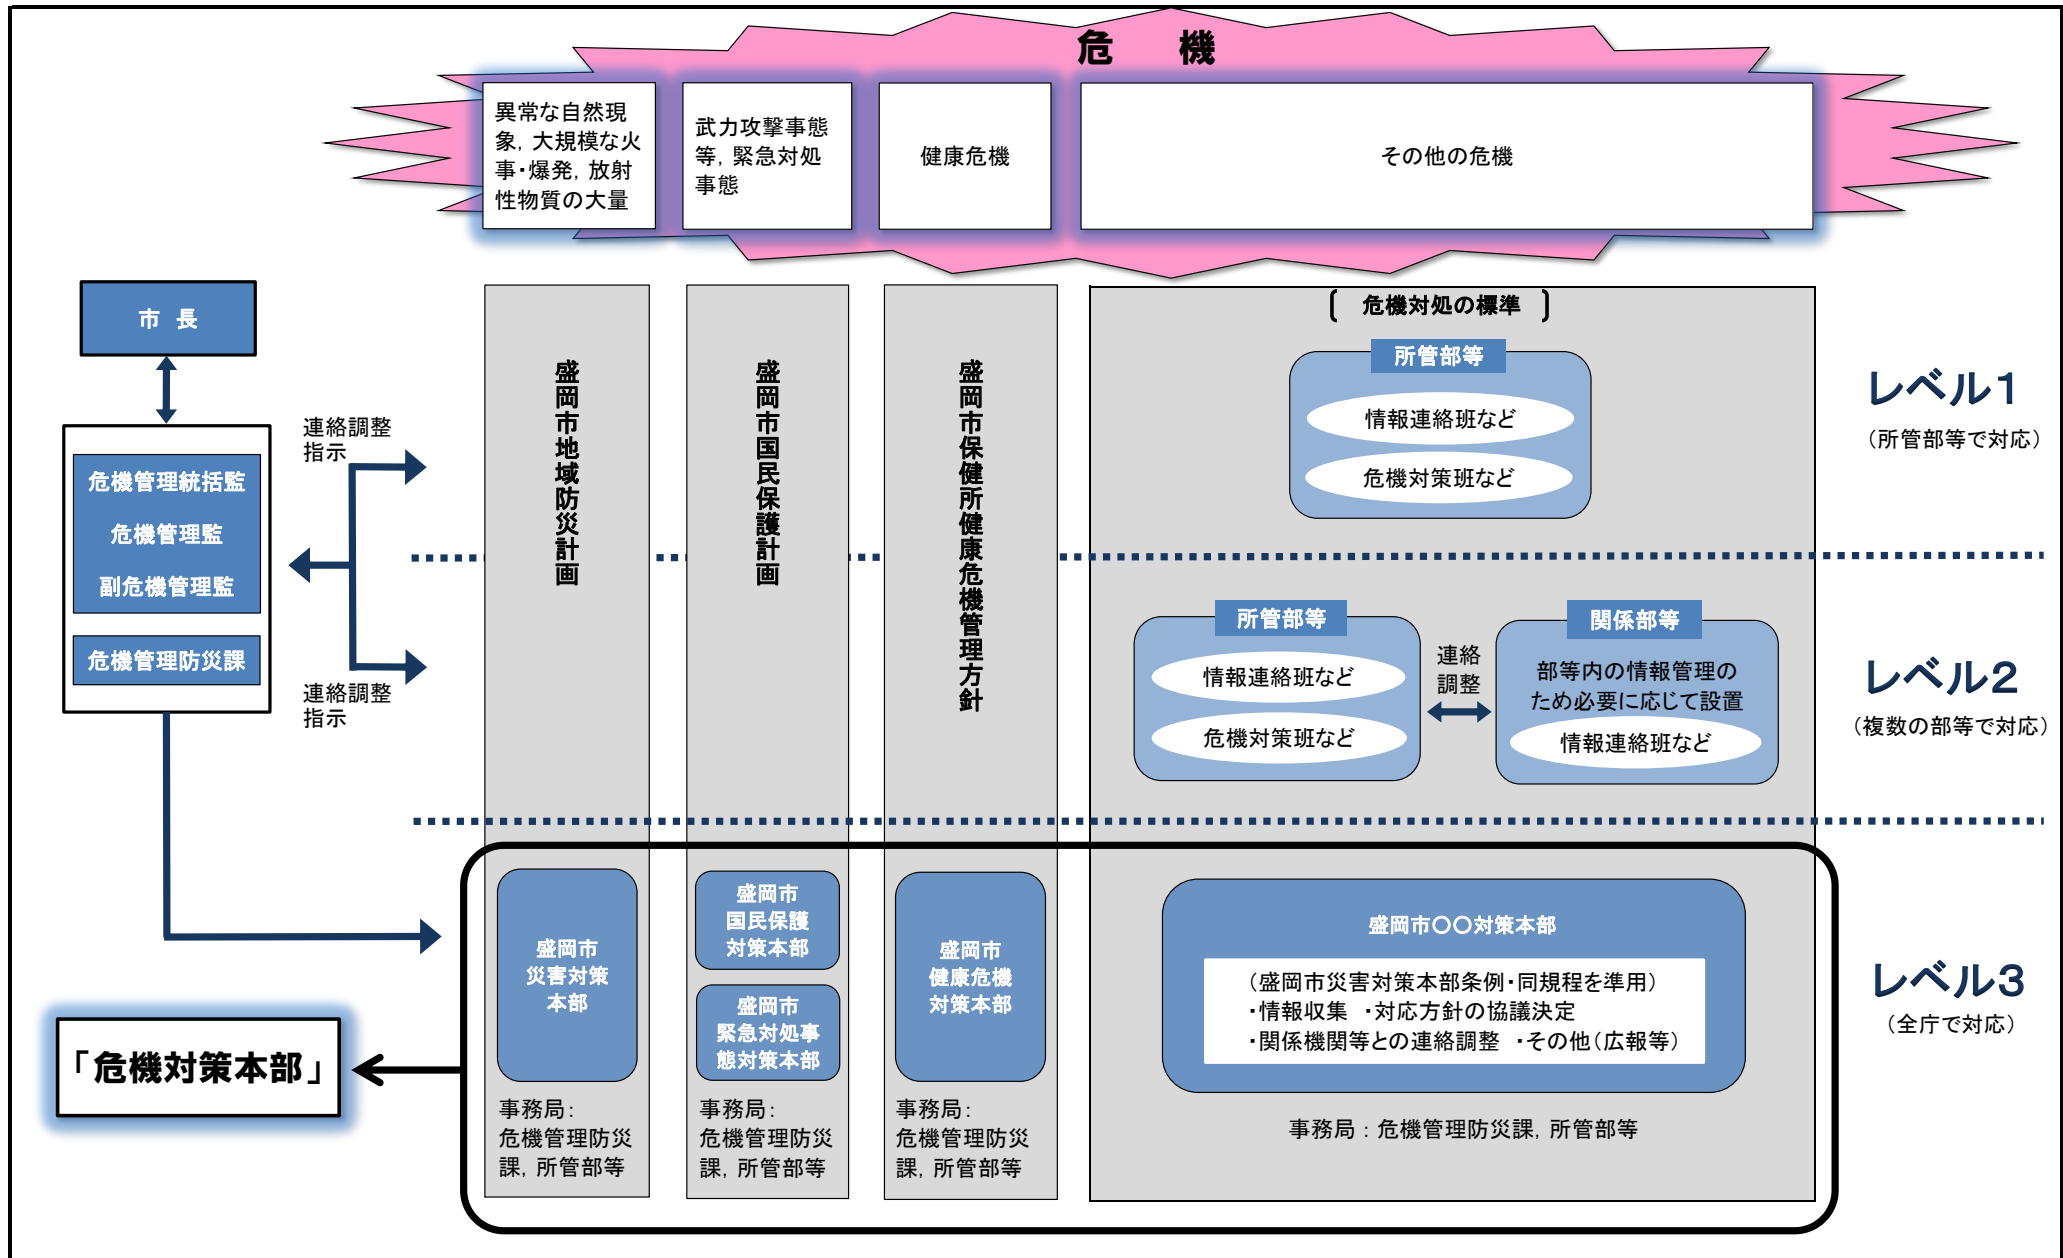 危　機
異常な自然現
象，大規模な火
事・爆発，放射
性物質の大量
武力攻撃事態
等，緊急対処
事態
健康危機
その他の危機
市　長
危機管理統括監
危機管理監
副危機管理監
危機管理防災課
連絡調整
指示
連絡調整
指示
盛岡市地域防災計画
盛岡市国民保護計画
盛岡市保健所健康危機管理方針
〔　危機対処の標準　〕
所管部等
情報連絡班など
危機対策班など
レベル１
（所管部等で対応）
所管部等
情報連絡班など
危機対策班など
連絡
調整
関係部等
部等内の情報管理の
ため必要に応じて設置
情報連絡班など
レベル２
（複数の部等で対応）
盛岡市
災害対策
本部
事務局：
危機管理防災
課，所管部等
盛岡市
国民保護
対策本部
盛岡市
緊急対処事
態対策本部
事務局：
危機管理防災
課，所管部等
盛岡市
健康危機
対策本部
事務局：
危機管理防災
課，所管部等
盛岡市〇〇対策本部
（盛岡市災害対策本部条例・同規程を準用）
・情報収集　・対応方針の協議決定
・関係機関等との連絡調整　・その他（広報等）
事務局：危機管理防災課，所管部等
レベル３
（全庁で対応）
「危機対策本部」